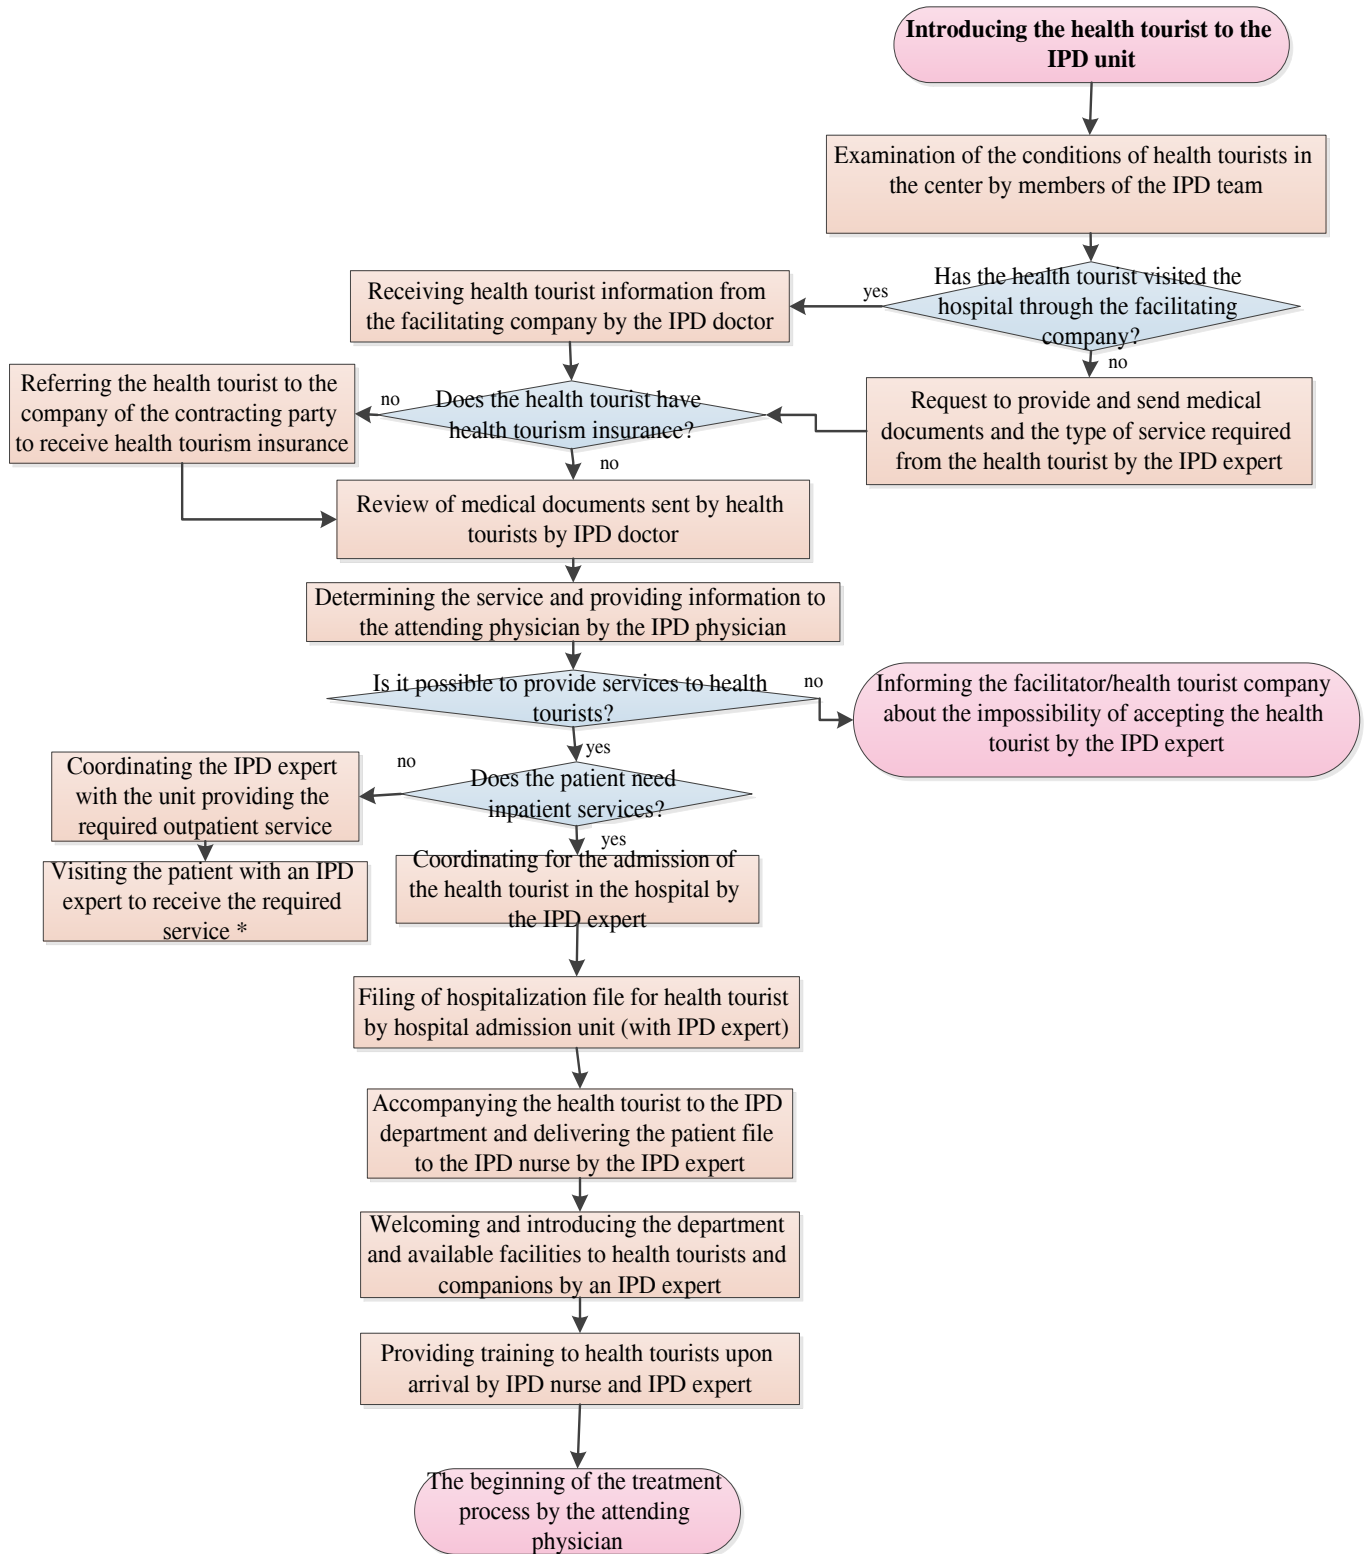 Introducing the health tourist to the
IPD unit
Examination of the conditions of health tourists in
the center by members of the IPD team
Has the health tourist visited the
hospital through the facilitating
company?
yes
no
Receiving health tourist information from
the facilitating company by the IPD doctor
Request to provide and send medical
documents and the type of service required
from the health tourist by the IPD expert
Does the health tourist have
health tourism insurance?
no
no
Referring the health tourist to the
company of the contracting party
to receive health tourism insurance
Review of medical documents sent by health
tourists by IPD doctor
Determining the service and providing information to
the attending physician by the IPD physician
Is it possible to provide services to health
tourists?
no
yes
Informing the facilitator/health tourist company
about the impossibility of accepting the health
tourist by the IPD expert
Does the patient need
inpatient services?
no
yes
Coordinating the IPD expert
with the unit providing the
required outpatient service
Visiting the patient with an IPD
expert to receive the required
service *
Coordinating for the admission of
the health tourist in the hospital by
the IPD expert
Filing of hospitalization file for health tourist
by hospital admission unit (with IPD expert)
Accompanying the health tourist to the IPD
department and delivering the patient file
to the IPD nurse by the IPD expert
Welcoming and introducing the department
and available facilities to health tourists and
companions by an IPD expert
Providing training to health tourists upon
arrival by IPD nurse and IPD expert
The beginning of the treatment
process by the attending
physician